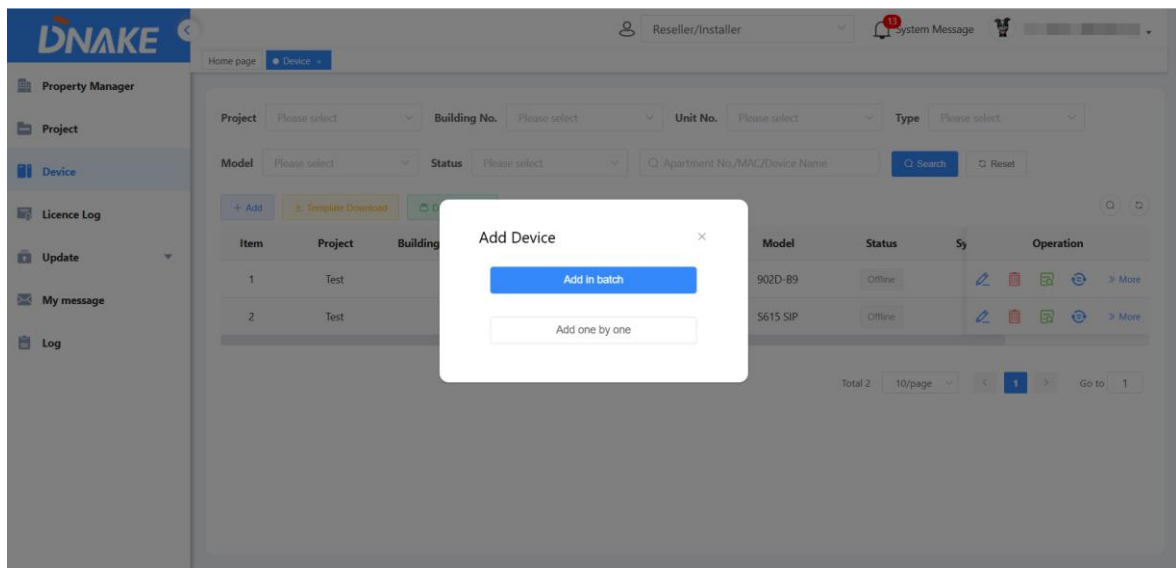 DNAKE
Reseller/Installer
13
System Message
Home page
Device ×
Property Manager
Project
Device
Licence Log
Update
My message
Log
Project Please select Building No. Please select Unit No. Please select Type Please select
Model Please select Status Please select Apartment No./MAC/Device Name Search Reset
+ Add Template Download
Item Project Building Model Status Sy Operation
1 Test 902D-B9 Offline More
2 Test S615 SIP Offline More
Add Device ×
Add in batch
Add one by one
Total 2 10/page < 1 > Go to 1